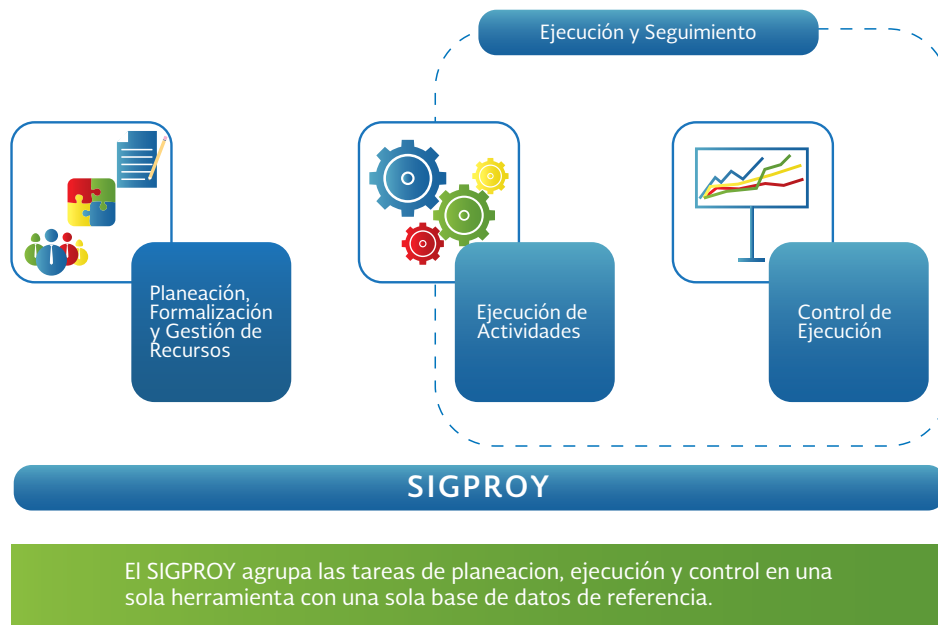 Ejecución y Seguimiento
Planeación,
Formalización
y Gestión de
Recursos
Ejecución de
Actividades
Control de
Ejecución
SIGPROY
El SIGPROY agrupa las tareas de planeacion, ejecución y control en una
sola herramienta con una sola base de datos de referencia.